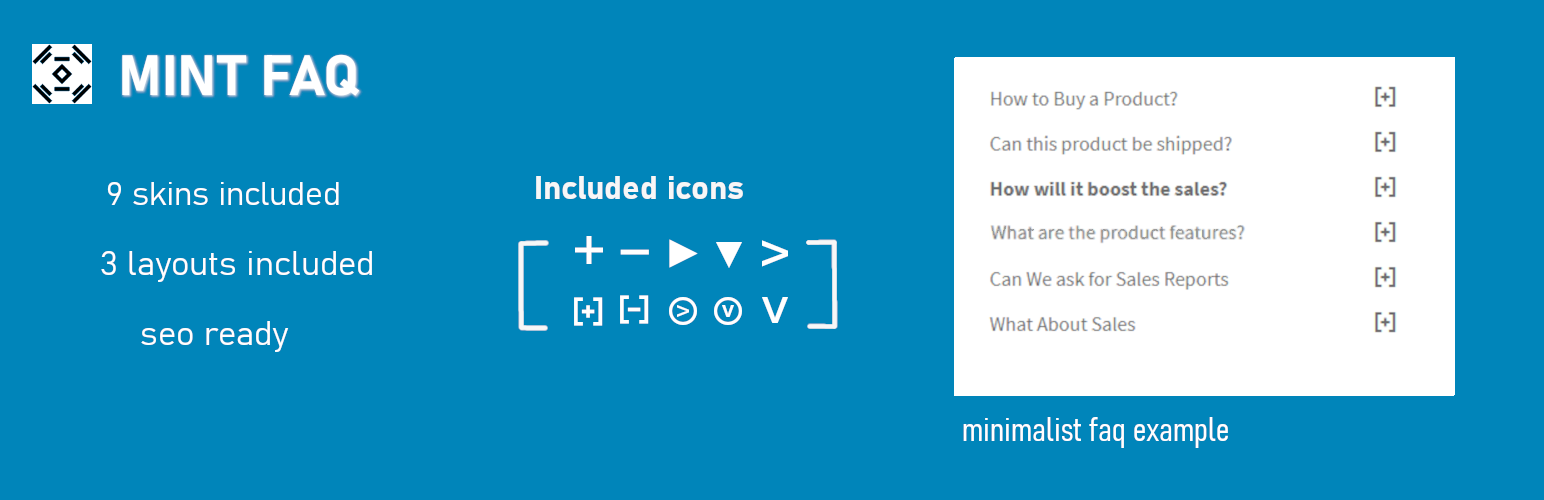 MINT FAQ
9 skins included
3 layouts included
seo ready
Included icons
+ − ▶ ▼ >
[+] [-] > v V
How to Buy a Product? [+]
Can this product be shipped? [+]
How will it boost the sales? [+]
What are the product features? [+]
Can We ask for Sales Reports [+]
What About Sales [+]
minimalist faq example